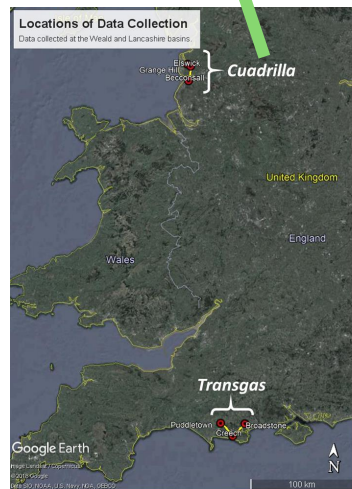 Locations of Data Collection
Data collected at the Weald and Lancashire basins.
Elswick
Grange Hill
Becconsall
Cuadrilla
United Kingdom
England
Wales
Transgas
Puddletown
Broadstone
Creech
Google Earth
N
Image Landsat / Copernicus
© 2018 Google
Data SIO, NOAA, U.S. Navy, NGA, GEBCO
100 km